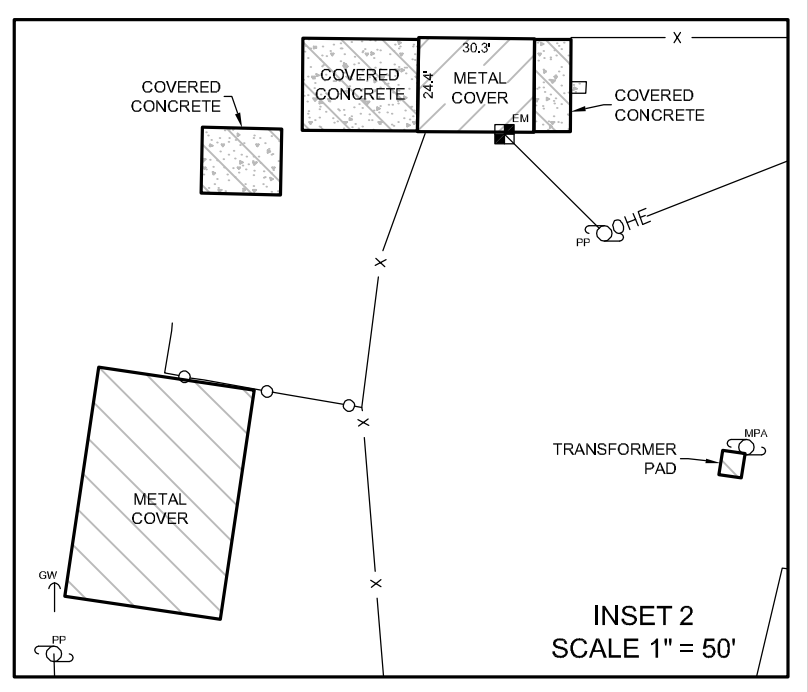 X
30.3'
24.4'
COVERED
CONCRETE
METAL
COVER
COVERED
CONCRETE
COVERED
CONCRETE
EM
PP
OHE
X
X
MPA
TRANSFORMER
PAD
METAL
COVER
GW
X
PP
INSET 2
SCALE 1" = 50'